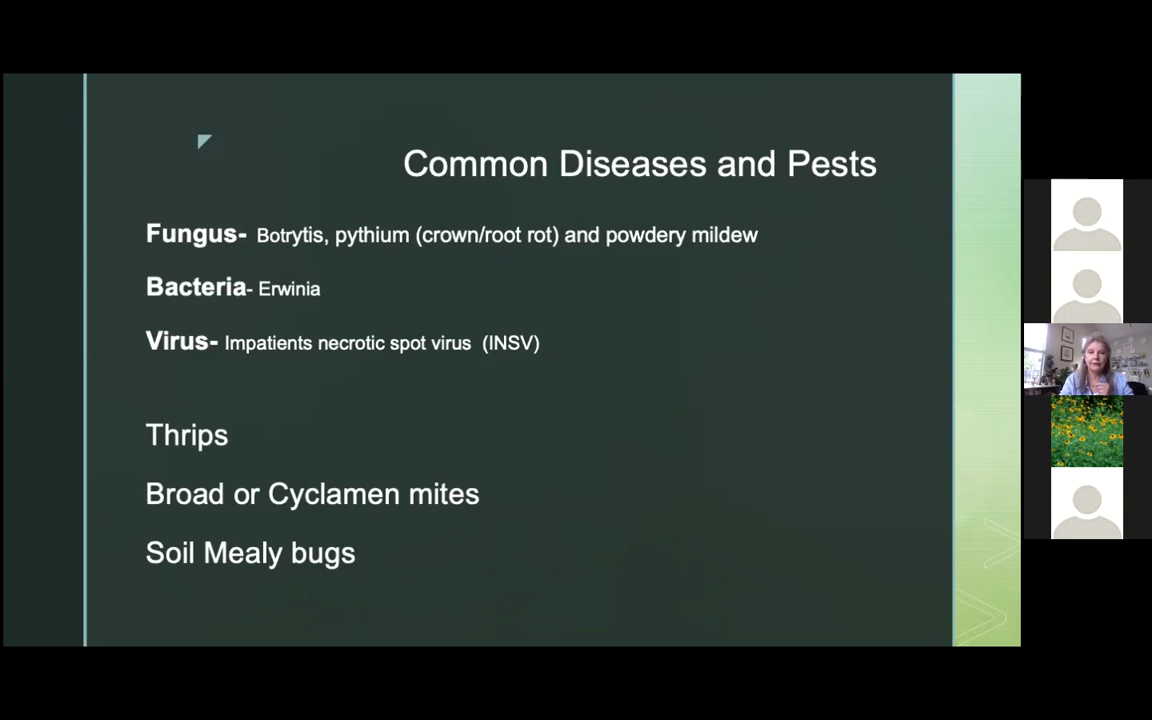 Common Diseases and Pests
Fungus- Botrytis, pythium (crown/root rot) and powdery mildew
Bacteria- Erwinia
Virus- Impatients necrotic spot virus (INSV)
Thrips
Broad or Cyclamen mites
Soil Mealy bugs